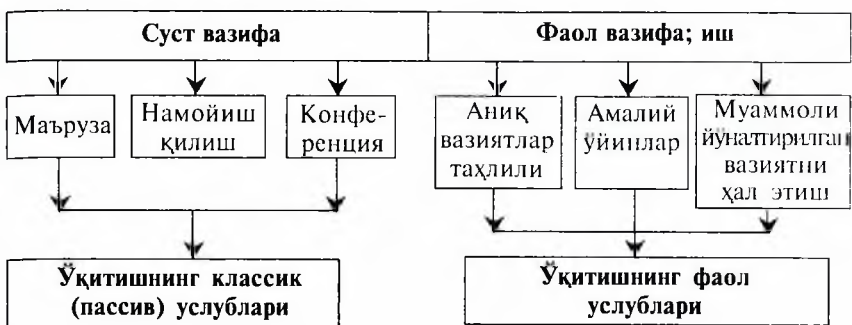 Суст вазифа
Фаол вазифа; иш
Маъруза
Намойиш
қилиш
Конфе-
ренция
Аниқ
вазиятлар
таҳлили
Амалий
ўйинлар
Муаммоли
йўналтирилган
вазиятни
ҳал этиш
Ўқитишнинг классик
(пассив) услублари
Ўқитишнинг фаол
услублари